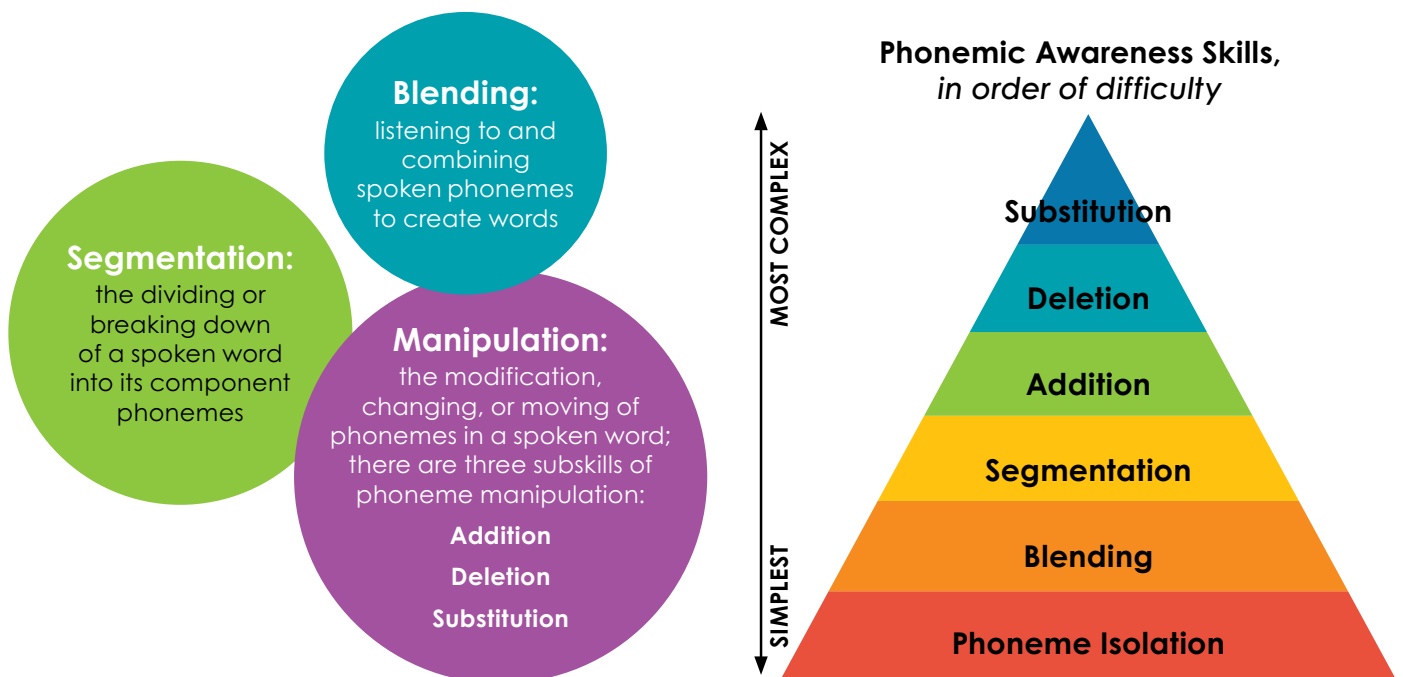 Blending:
listening to and
combining
spoken phonemes
to create words
Segmentation:
the dividing or
breaking down
of a spoken word
into its component
phonemes
Manipulation:
the modification,
changing, or moving of
phonemes in a spoken word;
there are three subskills of
phoneme manipulation:
Addition
Deletion
Substitution
Phonemic Awareness Skills,
in order of difficulty
MOST COMPLEX
SIMPLEST
Substitution
Deletion
Addition
Segmentation
Blending
Phoneme Isolation